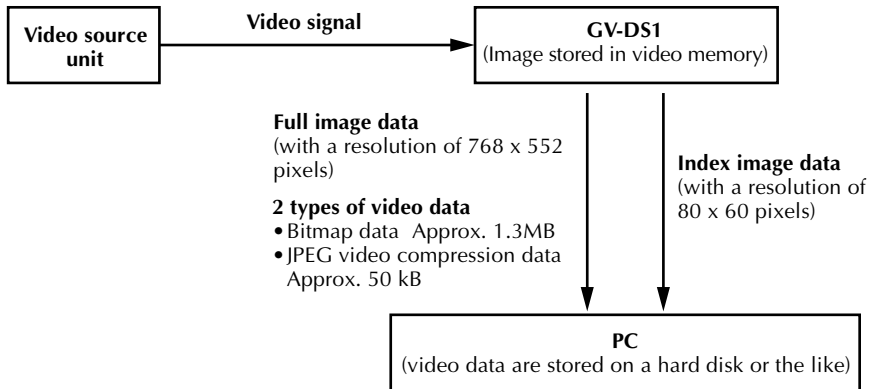 Video source
unit
Video signal
GV-DS1
(Image stored in video memory)
Full image data
(with a resolution of 768 x 552
pixels)
2 types of video data
•Bitmap data Approx. 1.3MB
•JPEG video compression data
Approx. 50 kB
Index image data
(with a resolution of
80 x 60 pixels)
PC
(video data are stored on a hard disk or the like)